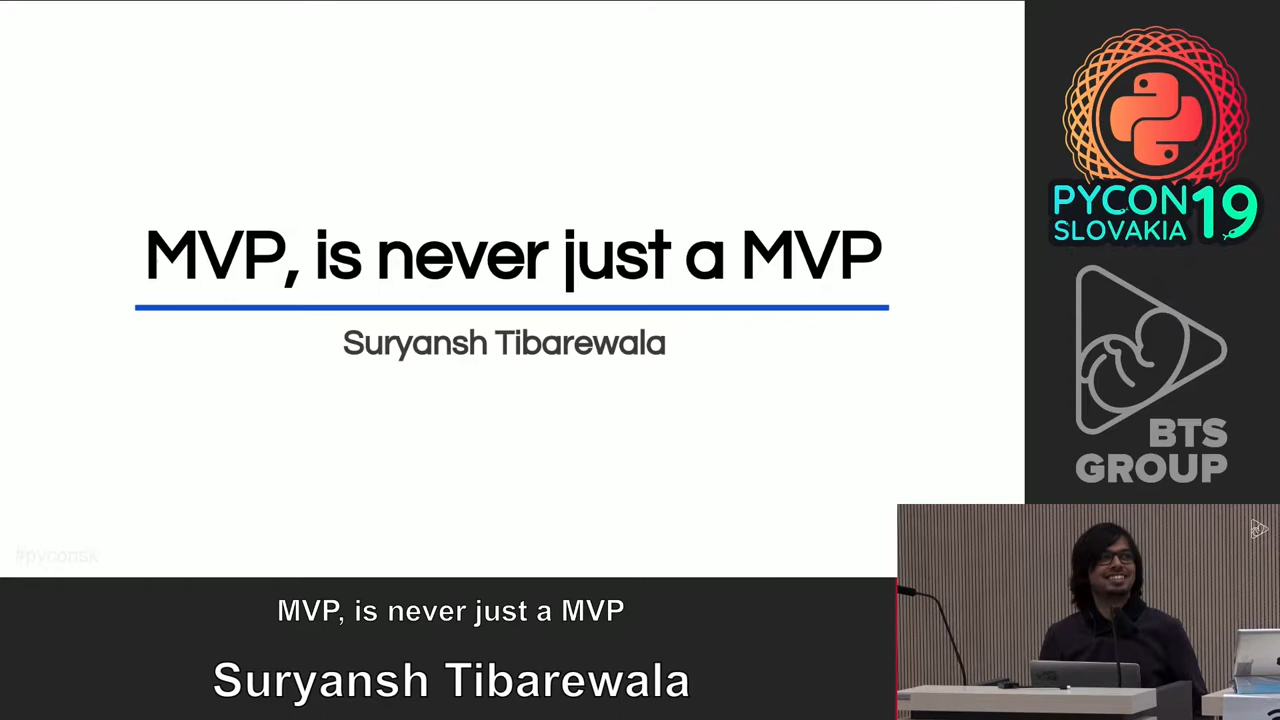 MVP, is never just a MVP
Suryansh Tibarewala
#pyconsk
PYCON 19
SLOVAKIA
BTS
GROUP
MVP, is never just a MVP
Suryansh Tibarewala